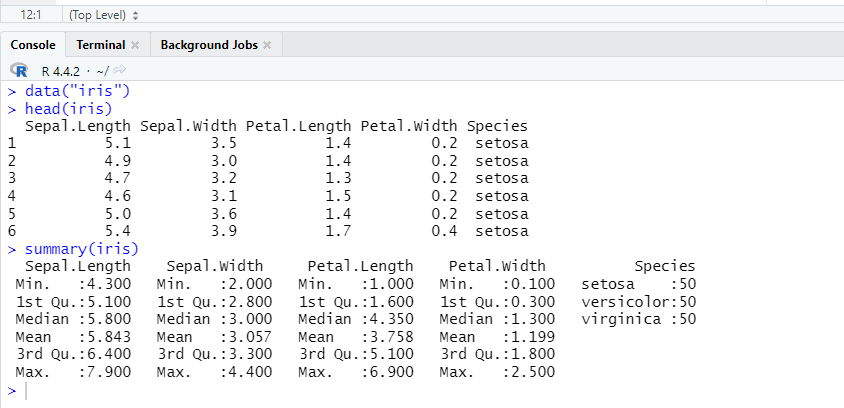 12:1 (Top Level)
Console Terminal Background Jobs
R R 4.4.2 · ~/
> data("iris")
> head(iris)
  Sepal.Length Sepal.Width Petal.Length Petal.Width Species
1          5.1         3.5          1.4         0.2  setosa
2          4.9         3.0          1.4         0.2  setosa
3          4.7         3.2          1.3         0.2  setosa
4          4.6         3.1          1.5         0.2  setosa
5          5.0         3.6          1.4         0.2  setosa
6          5.4         3.9          1.7         0.4  setosa
> summary(iris)
  Sepal.Length    Sepal.Width     Petal.Length    Petal.Width          Species
 Min.   :4.300   Min.   :2.000   Min.   :1.000   Min.   :0.100   setosa    :50
 1st Qu.:5.100   1st Qu.:2.800   1st Qu.:1.600   1st Qu.:0.300   versicolor:50
 Median :5.800   Median :3.000   Median :4.350   Median :1.300   virginica :50
 Mean   :5.843   Mean   :3.057   Mean   :3.758   Mean   :1.199
 3rd Qu.:6.400   3rd Qu.:3.300   3rd Qu.:5.100   3rd Qu.:1.800
 Max.   :7.900   Max.   :4.400   Max.   :6.900   Max.   :2.500
>